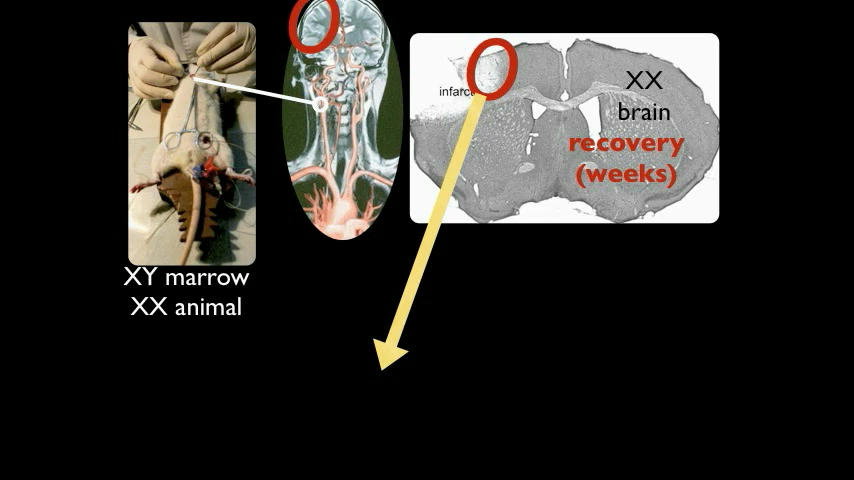 XY marrow
XX animal
infarct
XX
brain
recovery
(weeks)